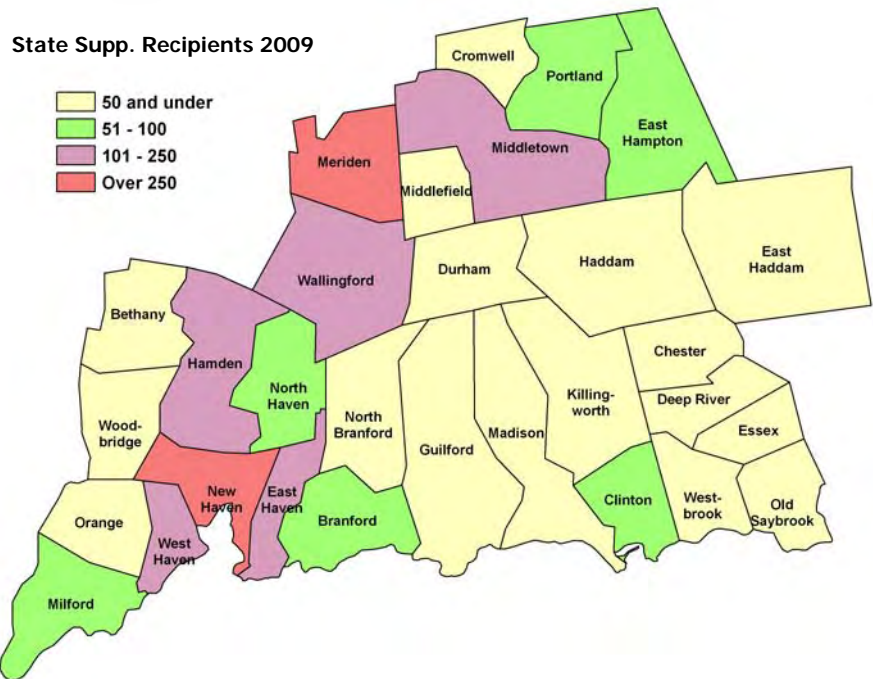 State Supp. Recipients 2009
50 and under
51 - 100
101 - 250
Over 250
Cromwell
Portland
East
Hampton
Middletown
Meriden
Middlefield
Wallingford
Durham
Haddam
East
Haddam
Bethany
Hamden
North
Haven
Chester
Deep River
Essex
Killing-
worth
Madison
Guilford
North
Branford
Wood-
bridge
New
Haven
East
Haven
Branford
Clinton
West-
brook
Old
Saybrook
Orange
West
Haven
Milford